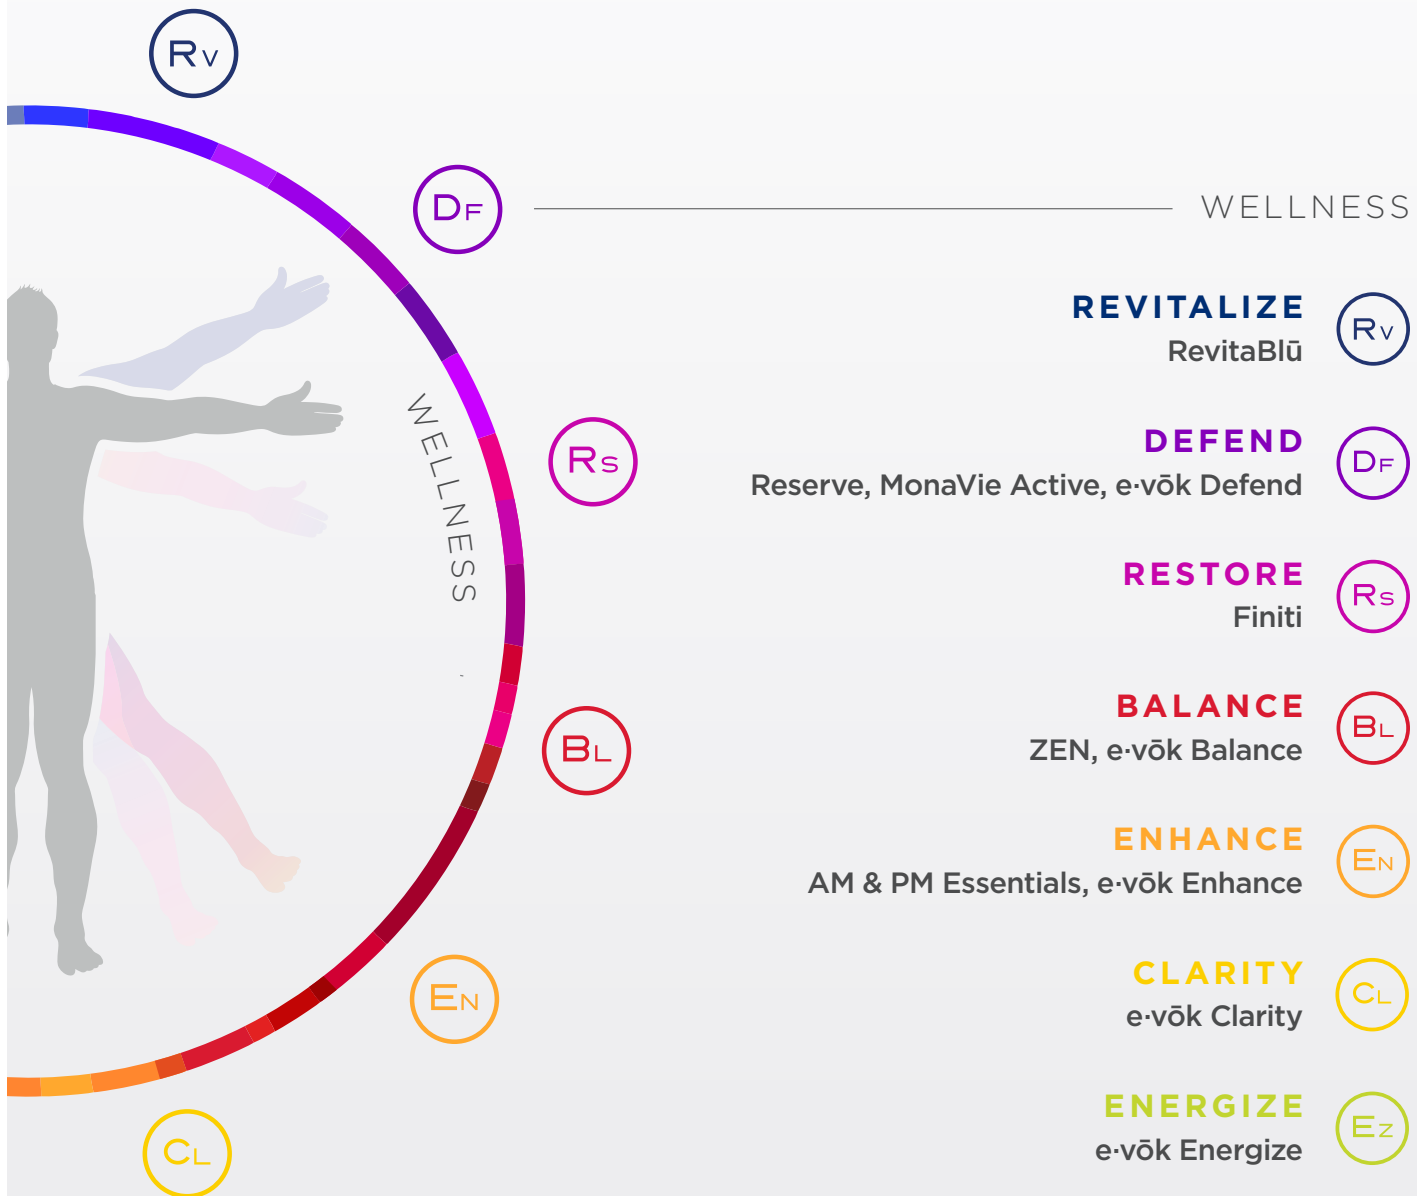 RV
DF
WELLNESS
REVITALIZE
RevitaBlū
RV
DEFEND
Reserve, MonaVie Active, e·vōk Defend
DF
WELLNESS
RS
RESTORE
Finiti
RS
BL
BALANCE
ZEN, e·vōk Balance
BL
ENHANCE
AM & PM Essentials, e·vōk Enhance
EN
EN
CLARITY
e·vōk Clarity
CL
CL
ENERGIZE
e·vōk Energize
EZ